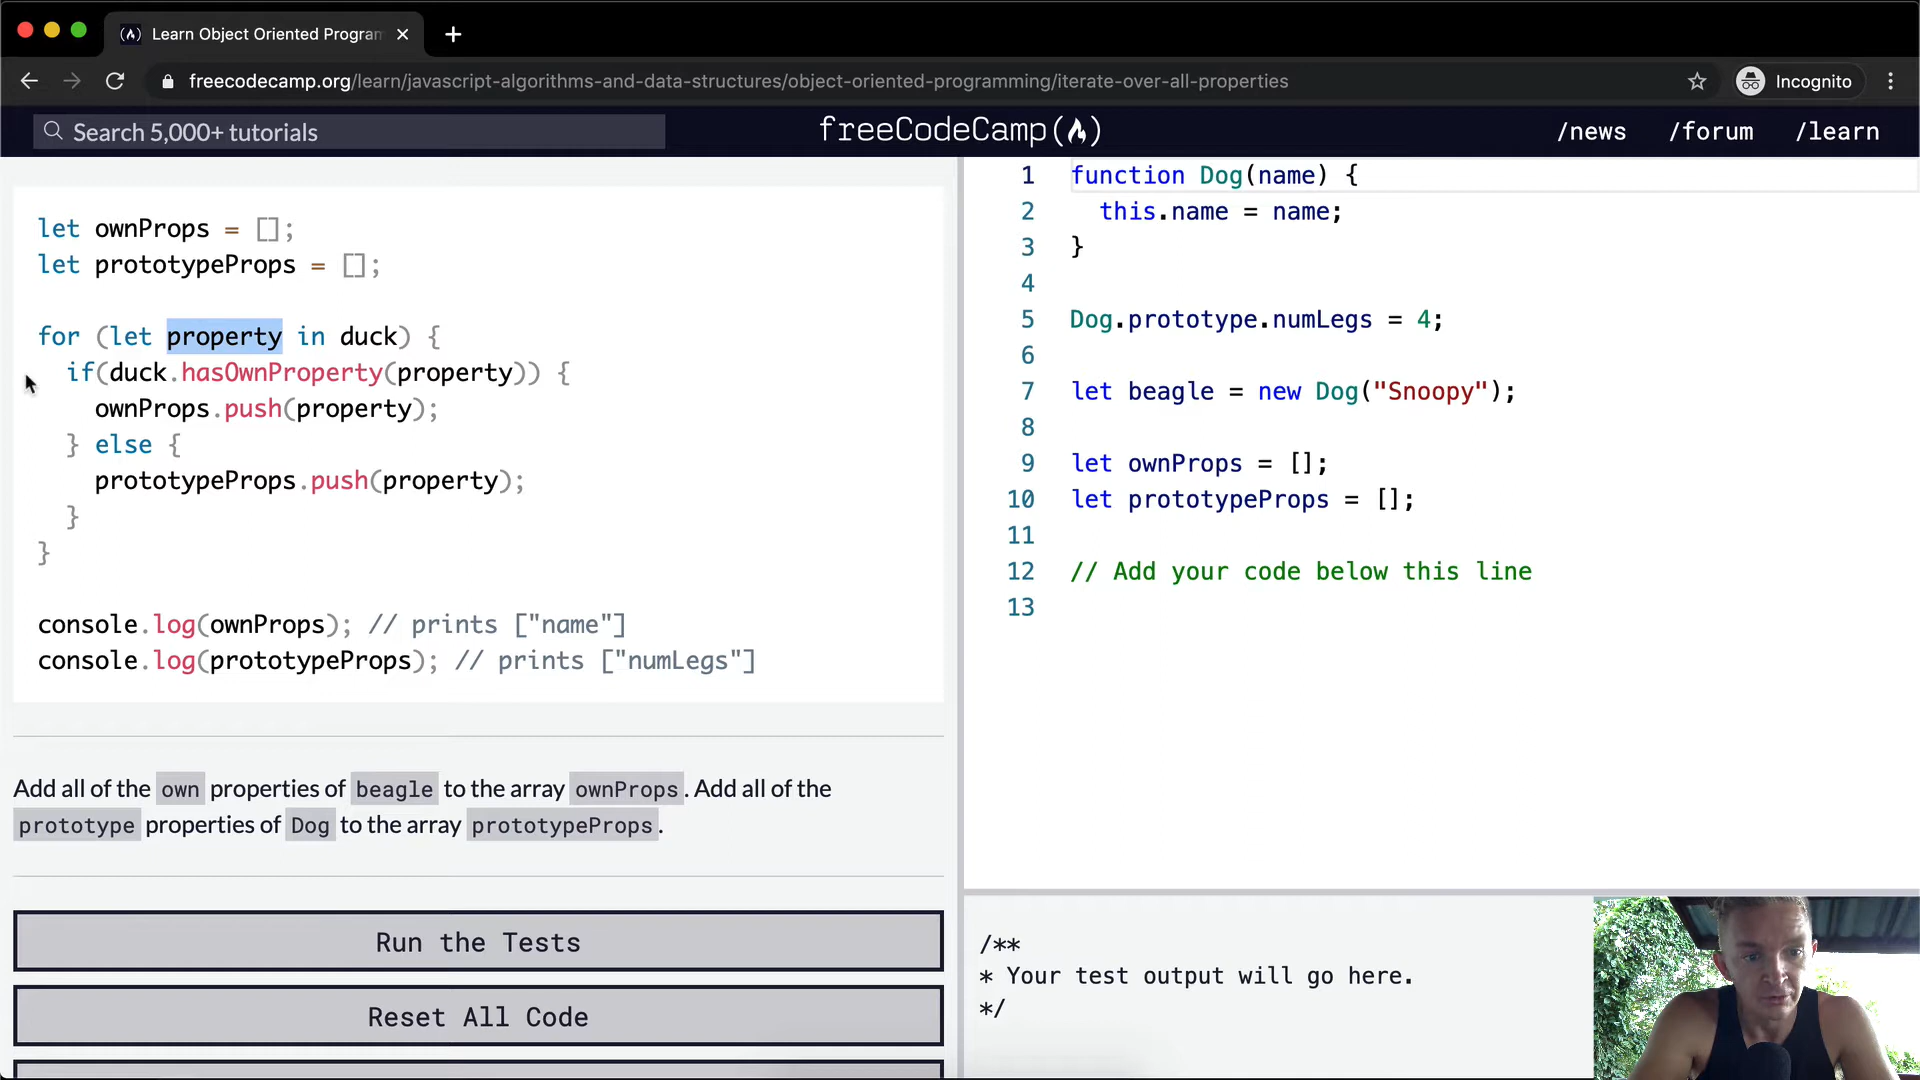 Learn Object Oriented Program
freecodecamp.org/learn/javascript-algorithms-and-data-structures/object-oriented-programming/iterate-over-all-properties
Incognito
Search 5,000+ tutorials
freeCodeCamp
/news
/forum
/learn
let ownProps = [];
let prototypeProps = [];
for (let property in duck) {
if(duck.hasOwnProperty(property)) {
ownProps.push(property);
} else {
prototypeProps.push(property);
}
}
console.log(ownProps); // prints ["name"]
console.log(prototypeProps); // prints ["numLegs"]
Add all of the own properties of beagle to the array ownProps. Add all of the
prototype properties of Dog to the array prototypeProps.
Run the Tests
Reset All Code
1 function Dog(name) {
2 this.name = name;
3 }
4
5 Dog.prototype.numLegs = 4;
6
7 let beagle = new Dog("Snoopy");
8
9 let ownProps = [];
10 let prototypeProps = [];
11
12 // Add your code below this line
13
/**
* Your test output will go here.
*/